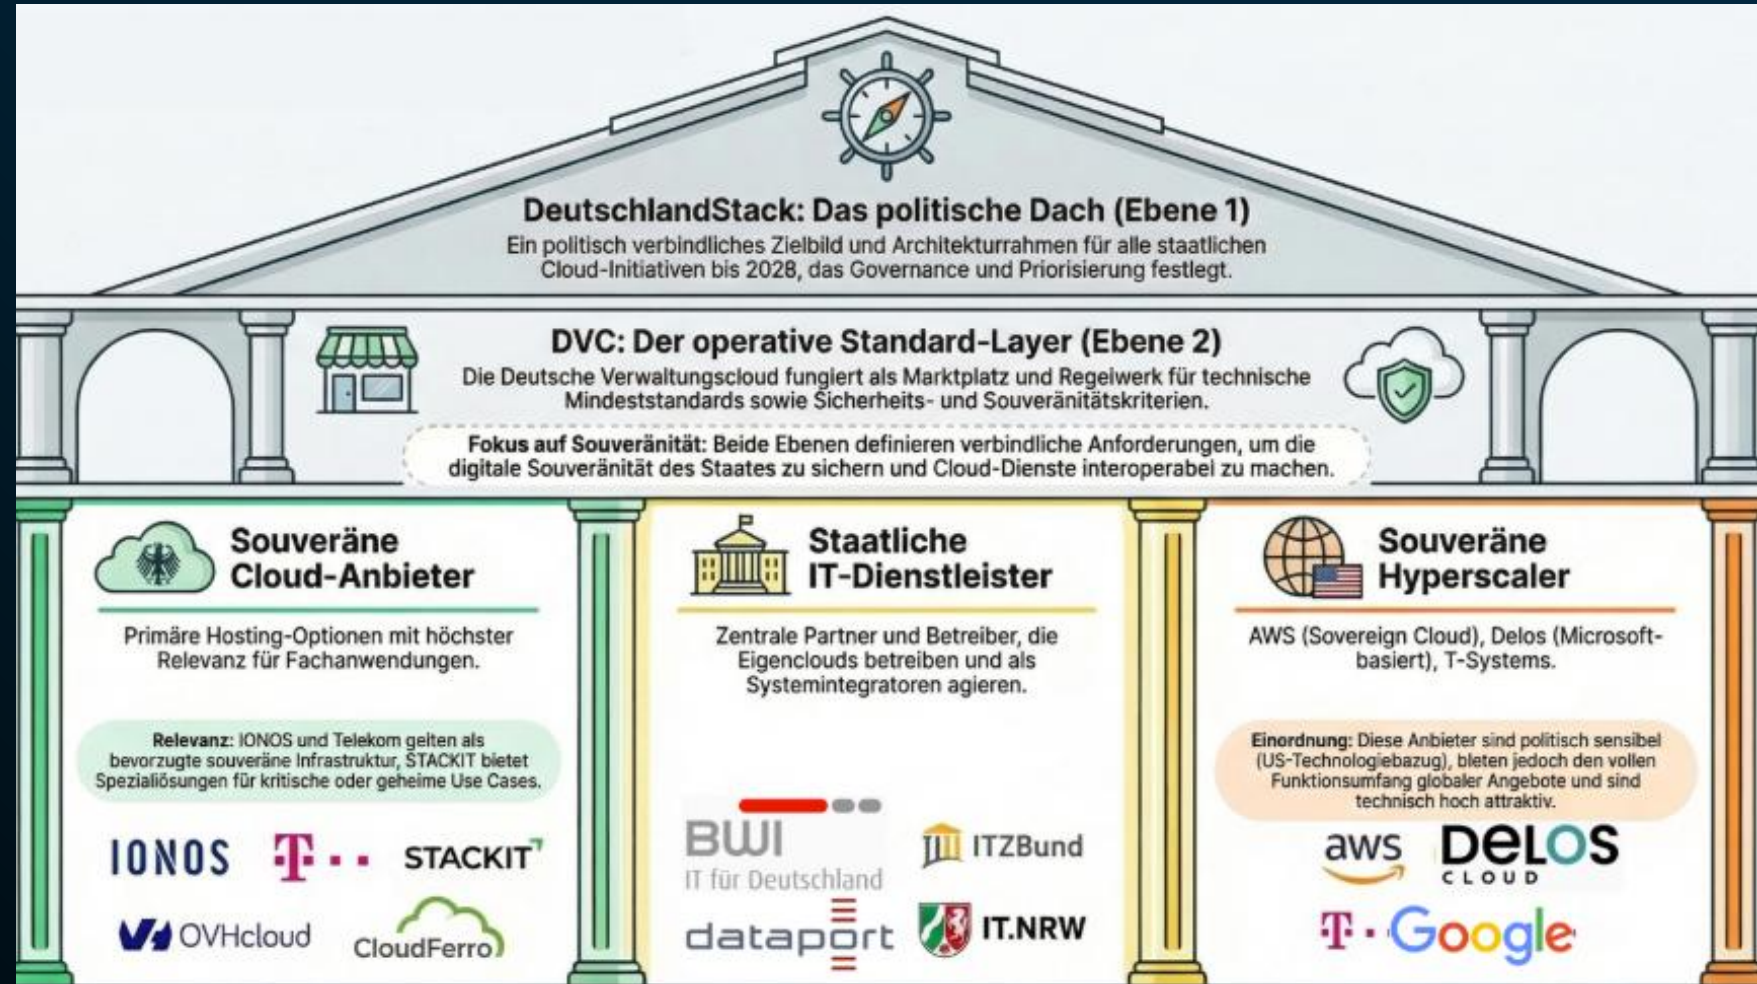 DeutschlandStack: Das politische Dach (Ebene 1)
Ein politisch verbindliches Zielbild und Architekturrahmen für alle staatlichen
Cloud-Initiativen bis 2028, das Governance und Priorisierung festlegt.
DVC: Der operative Standard-Layer (Ebene 2)
Die Deutsche Verwaltungscloud fungiert als Marktplatz und Regelwerk für technische
Mindeststandards sowie Sicherheits- und Souveränitätskriterien.
Fokus auf Souveränität: Beide Ebenen definieren verbindliche Anforderungen, um die
digitale Souveränität des Staates zu sichern und Cloud-Dienste interoperabel zu machen.
Souveräne
Cloud-Anbieter
Primäre Hosting-Optionen mit höchster
Relevanz für Fachanwendungen.
Relevanz: IONOS und Telekom gelten als
bevorzugte souveräne Infrastruktur, STACKIT bietet
Speziallösungen für kritische oder geheime Use Cases.
IONOS
T
STACKIT
OVHcloud
CloudFerro
Staatliche
IT-Dienstleister
Zentrale Partner und Betreiber, die
Eigenclouds betreiben und als
Systemintegratoren agieren.
BWI
IT für Deutschland
ITZBund
dataport
IT.NRW
Souveräne
Hyperscaler
AWS (Sovereign Cloud), Delos (Microsoft-
basiert), T-Systems.
Einordnung: Diese Anbieter sind politisch sensibel
(US-Technologiebazug), bleten jedoch den vollen
Funktionsumfang globaler Angebote und sind
technisch hoch attraktiv.
aws
DELOS
CLOUD
T
Google